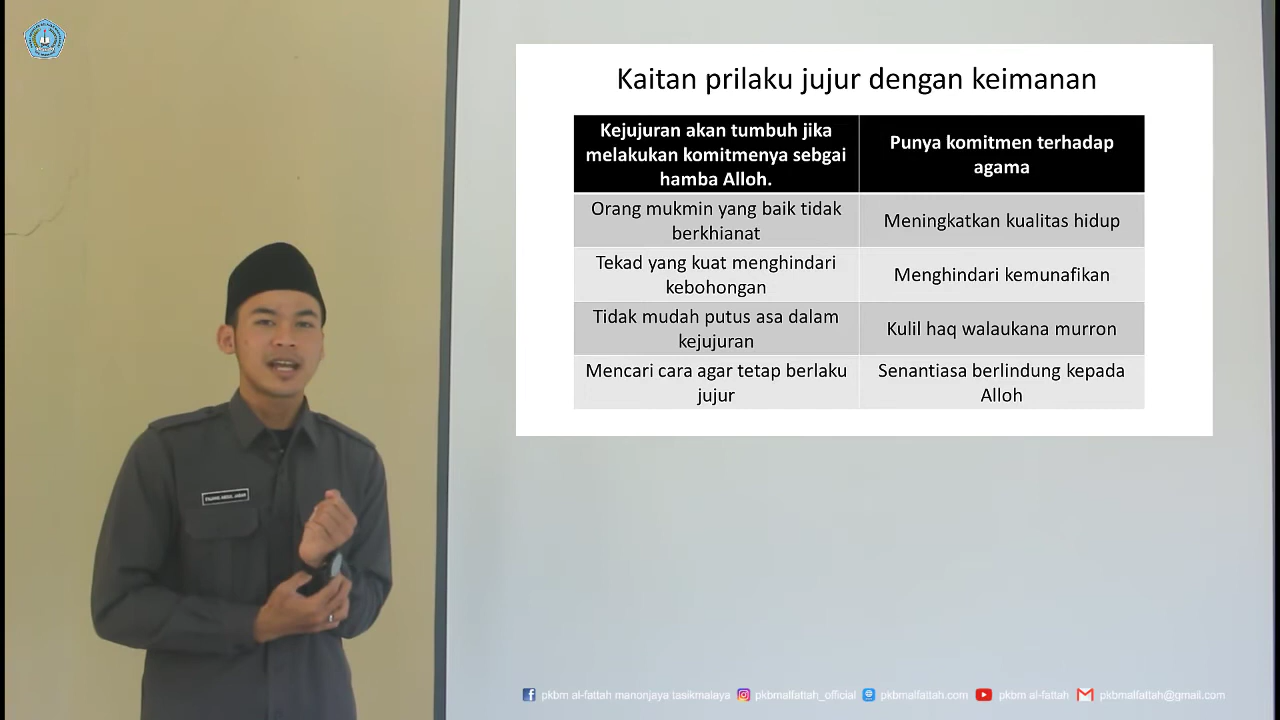 Kaitan prilaku jujur dengan keimanan
Kejujuran akan tumbuh jika
melakukan komitmenya sebgai
hamba Alloh.
Punya komitmen terhadap
agama
Orang mukmin yang baik tidak
berkhianat
Meningkatkan kualitas hidup
Tekad yang kuat menghindari
kebohongan
Menghindari kemunafikan
Tidak mudah putus asa dalam
kejujuran
Kulil haq walaukana murron
Mencari cara agar tetap berlaku
jujur
Senantiasa berlindung kepada
Alloh
ABDUL JABAR
pkbm al-fattah manonjaya tasikmalaya pkbmalfattah_official pkbmalfattah.com pkbm al-fattah pkbmalfattah@gmail.com